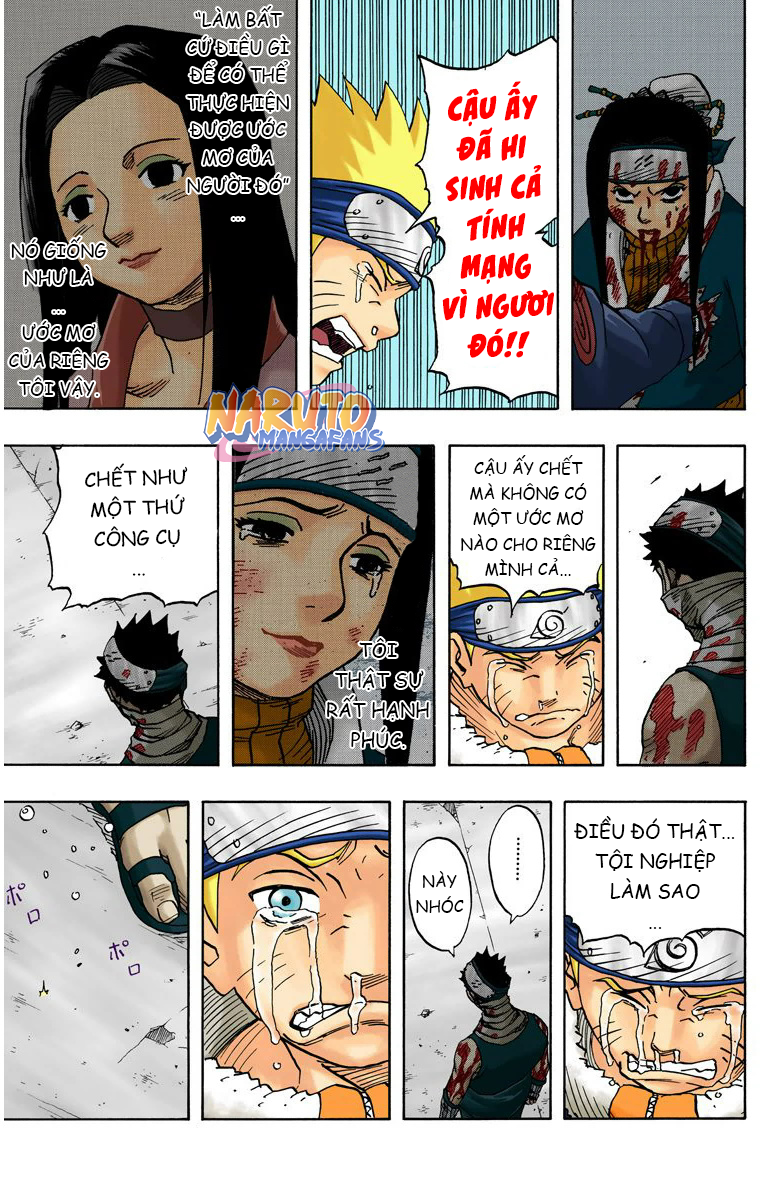 CẬU ẤY
ĐÃ HI
SINH CẢ
TÍNH
MẠNG
VÌ NGƯƠI
ĐÓ!!
"LÀM BẤT
CỨ ĐIỀU GÌ
ĐỂ CÓ THỂ
THỰC HIỆN
ĐƯỢC ƯỚC
MƠ CỦA
NGƯỜI ĐÓ"
...
NÓ GIỐNG
NHƯ LÀ
...
ƯỚC MƠ
CỦA RIÊNG
TÔI VẬY.
NARUTO
MANGAFANS
CẬU ẤY CHẾT
MÀ KHÔNG CÓ
MỘT ƯỚC MƠ
NÀO CHO RIÊNG
MÌNH CẢ...
TÔI
THẬT SỰ
RẤT HẠNH
PHÚC.
CHẾT NHƯ
MỘT THỨ
CÔNG CỤ
...
ĐIỀU ĐÓ THẬT...
TỘI NGHIỆP
LÀM SAO
...
.........
NÀY
NHÓC
ポロ
ポロ